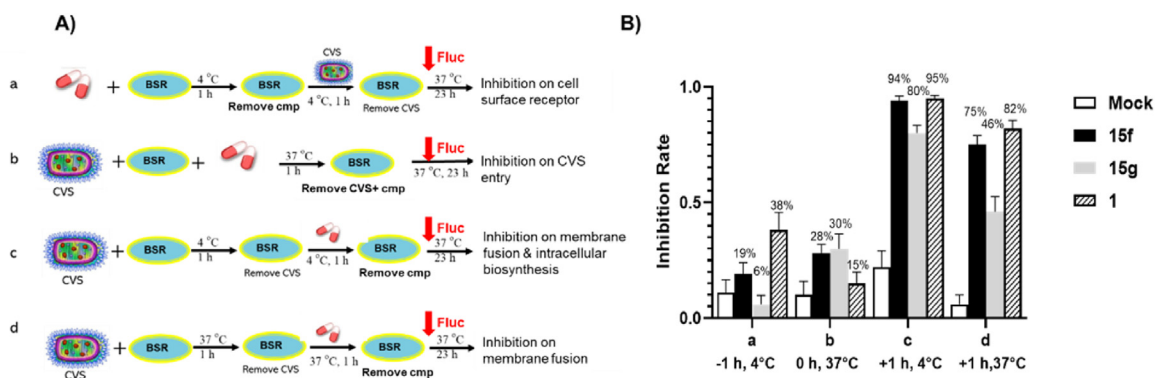 A)
a
+
BSR
4 °C
1 h
BSR
Remove cmp
CVS
4 °C, 1 h
BSR
Remove CVS
Fluc
37 °C
23 h
Inhibition on cell
surface receptor
b
CVS
+
BSR
+
37 °C
1 h
BSR
Remove CVS+ cmp
Fluc
37 °C, 23 h
Inhibition on CVS
entry
c
CVS
+
BSR
4 °C
1 h
BSR
Remove CVS
4 °C, 1 h
BSR
Remove cmp
Fluc
37 °C
23 h
Inhibition on membrane
fusion & intracellular
biosynthesis
d
CVS
+
BSR
37 °C
1 h
BSR
Remove CVS
37 °C, 1 h
BSR
Remove cmp
Fluc
37 °C
23 h
Inhibition on
membrane fusion
B)
Inhibition Rate
1.0
0.5
0.0
19%
6%
38%
28%
30%
15%
94%
80%
95%
75%
46%
82%
a
-1 h, 4°C
b
0 h, 37°C
c
+1 h, 4°C
d
+1 h,37°C
Mock
15f
15g
1